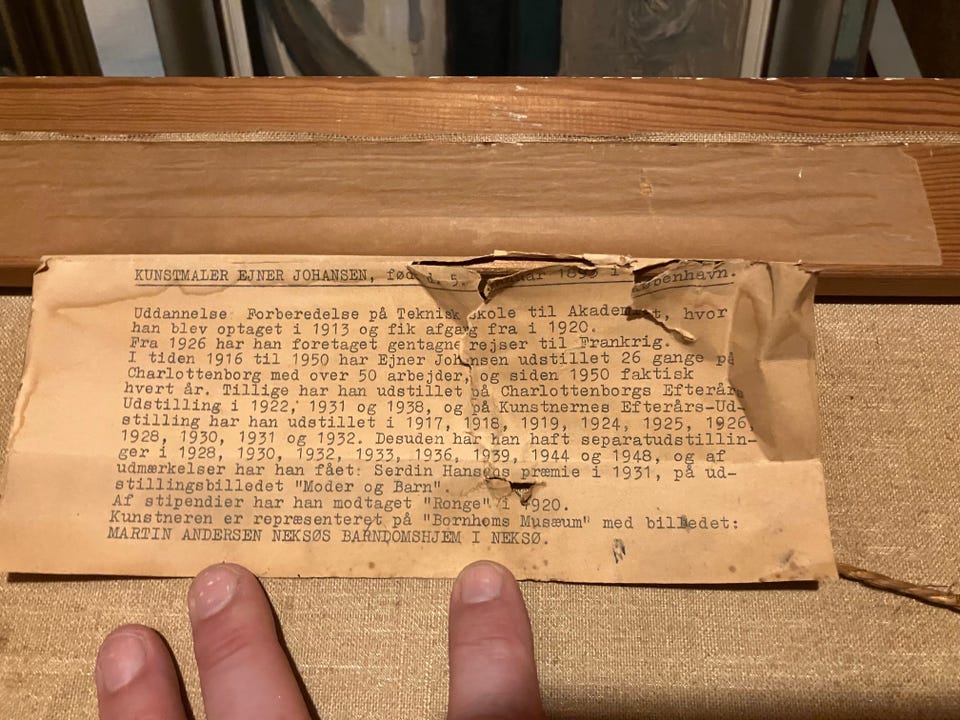 KUNSTMALER EJNER JOHANSEN, født d. 5. 1893 i København.
Uddannelse: Forberedelse på Teknisk Skole til Akademiet, hvor
han blev optaget i 1913 og fik afgang fra i 1920.
Fra 1926 har han foretaget gentagne rejser til Frankrig.
I tiden 1916 til 1950 har Ejner Johansen udstillet 26 gange på
Charlottenborg med over 50 arbejder, og siden 1950 faktisk
hvert år. Tillige har han udstillet på Charlottenborgs Efterårs
Udstilling i 1922, 1931 og 1938, og på Kunstnernes Efterårs-Ud-
stilling har han udstillet i 1917, 1918, 1919, 1924, 1925, 1926,
1928, 1930, 1931 og 1932. Desuden har han haft separatudstillin-
ger i 1928, 1930, 1932, 1933, 1936, 1939, 1944 og 1948, og af
udmærkelser har han fået: Serdin Hansens præmie i 1931, på ud-
stillingsbilledet "Moder og Barn".
Af stipendier har han modtaget "Ronge" i 1920.
Kunstneren er repræsenteret på "Bornhoms Musæum" med billedet:
MARTIN ANDERSEN NEKSØS BARNDOMSHJEM I NEKSØ.